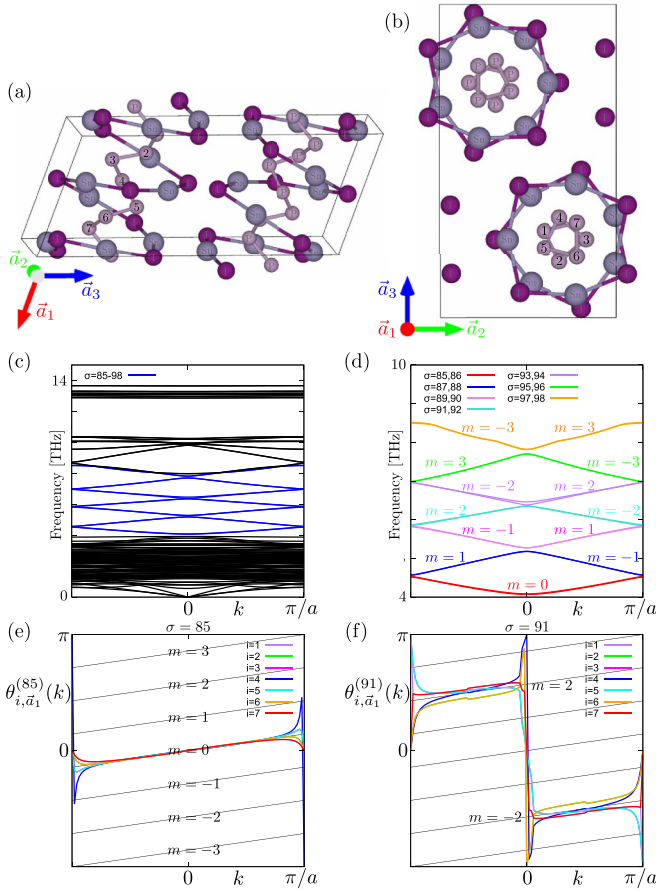 (a)
(b)
2
3
4
5
6
7
4
1
7
3
5
2
6
a⃗₂
a⃗₃
a⃗₁
a⃗₃
a⃗₁
a⃗₂
(c)
(d)
14
σ=85-98
Frequency [THz]
0
0
k
π/a
10
σ=85,86
σ=87,88
σ=89,90
σ=91,92
σ=93,94
σ=95,96
σ=97,98
m = −3
m = 3
m = 3
m = −3
m = −2
m = 2
m = 2
m = −2
m = −1
m = 1
m = 1
m = −1
m = 0
Frequency [THz]
4
0
k
π/a
(e)
σ = 85
π
θ^(85)_{i,a⃗₁}(k)
0
m = 3
m = 2
m = 1
m = 0
m = −1
m = −2
m = −3
i=1
i=2
i=3
i=4
i=5
i=6
i=7
0
k
π/a
(f)
σ = 91
θ^(91)_{i,a⃗₁}(k)
0
m = 2
m = −2
i=1
i=2
i=3
i=4
i=5
i=6
i=7
0
k
π/a